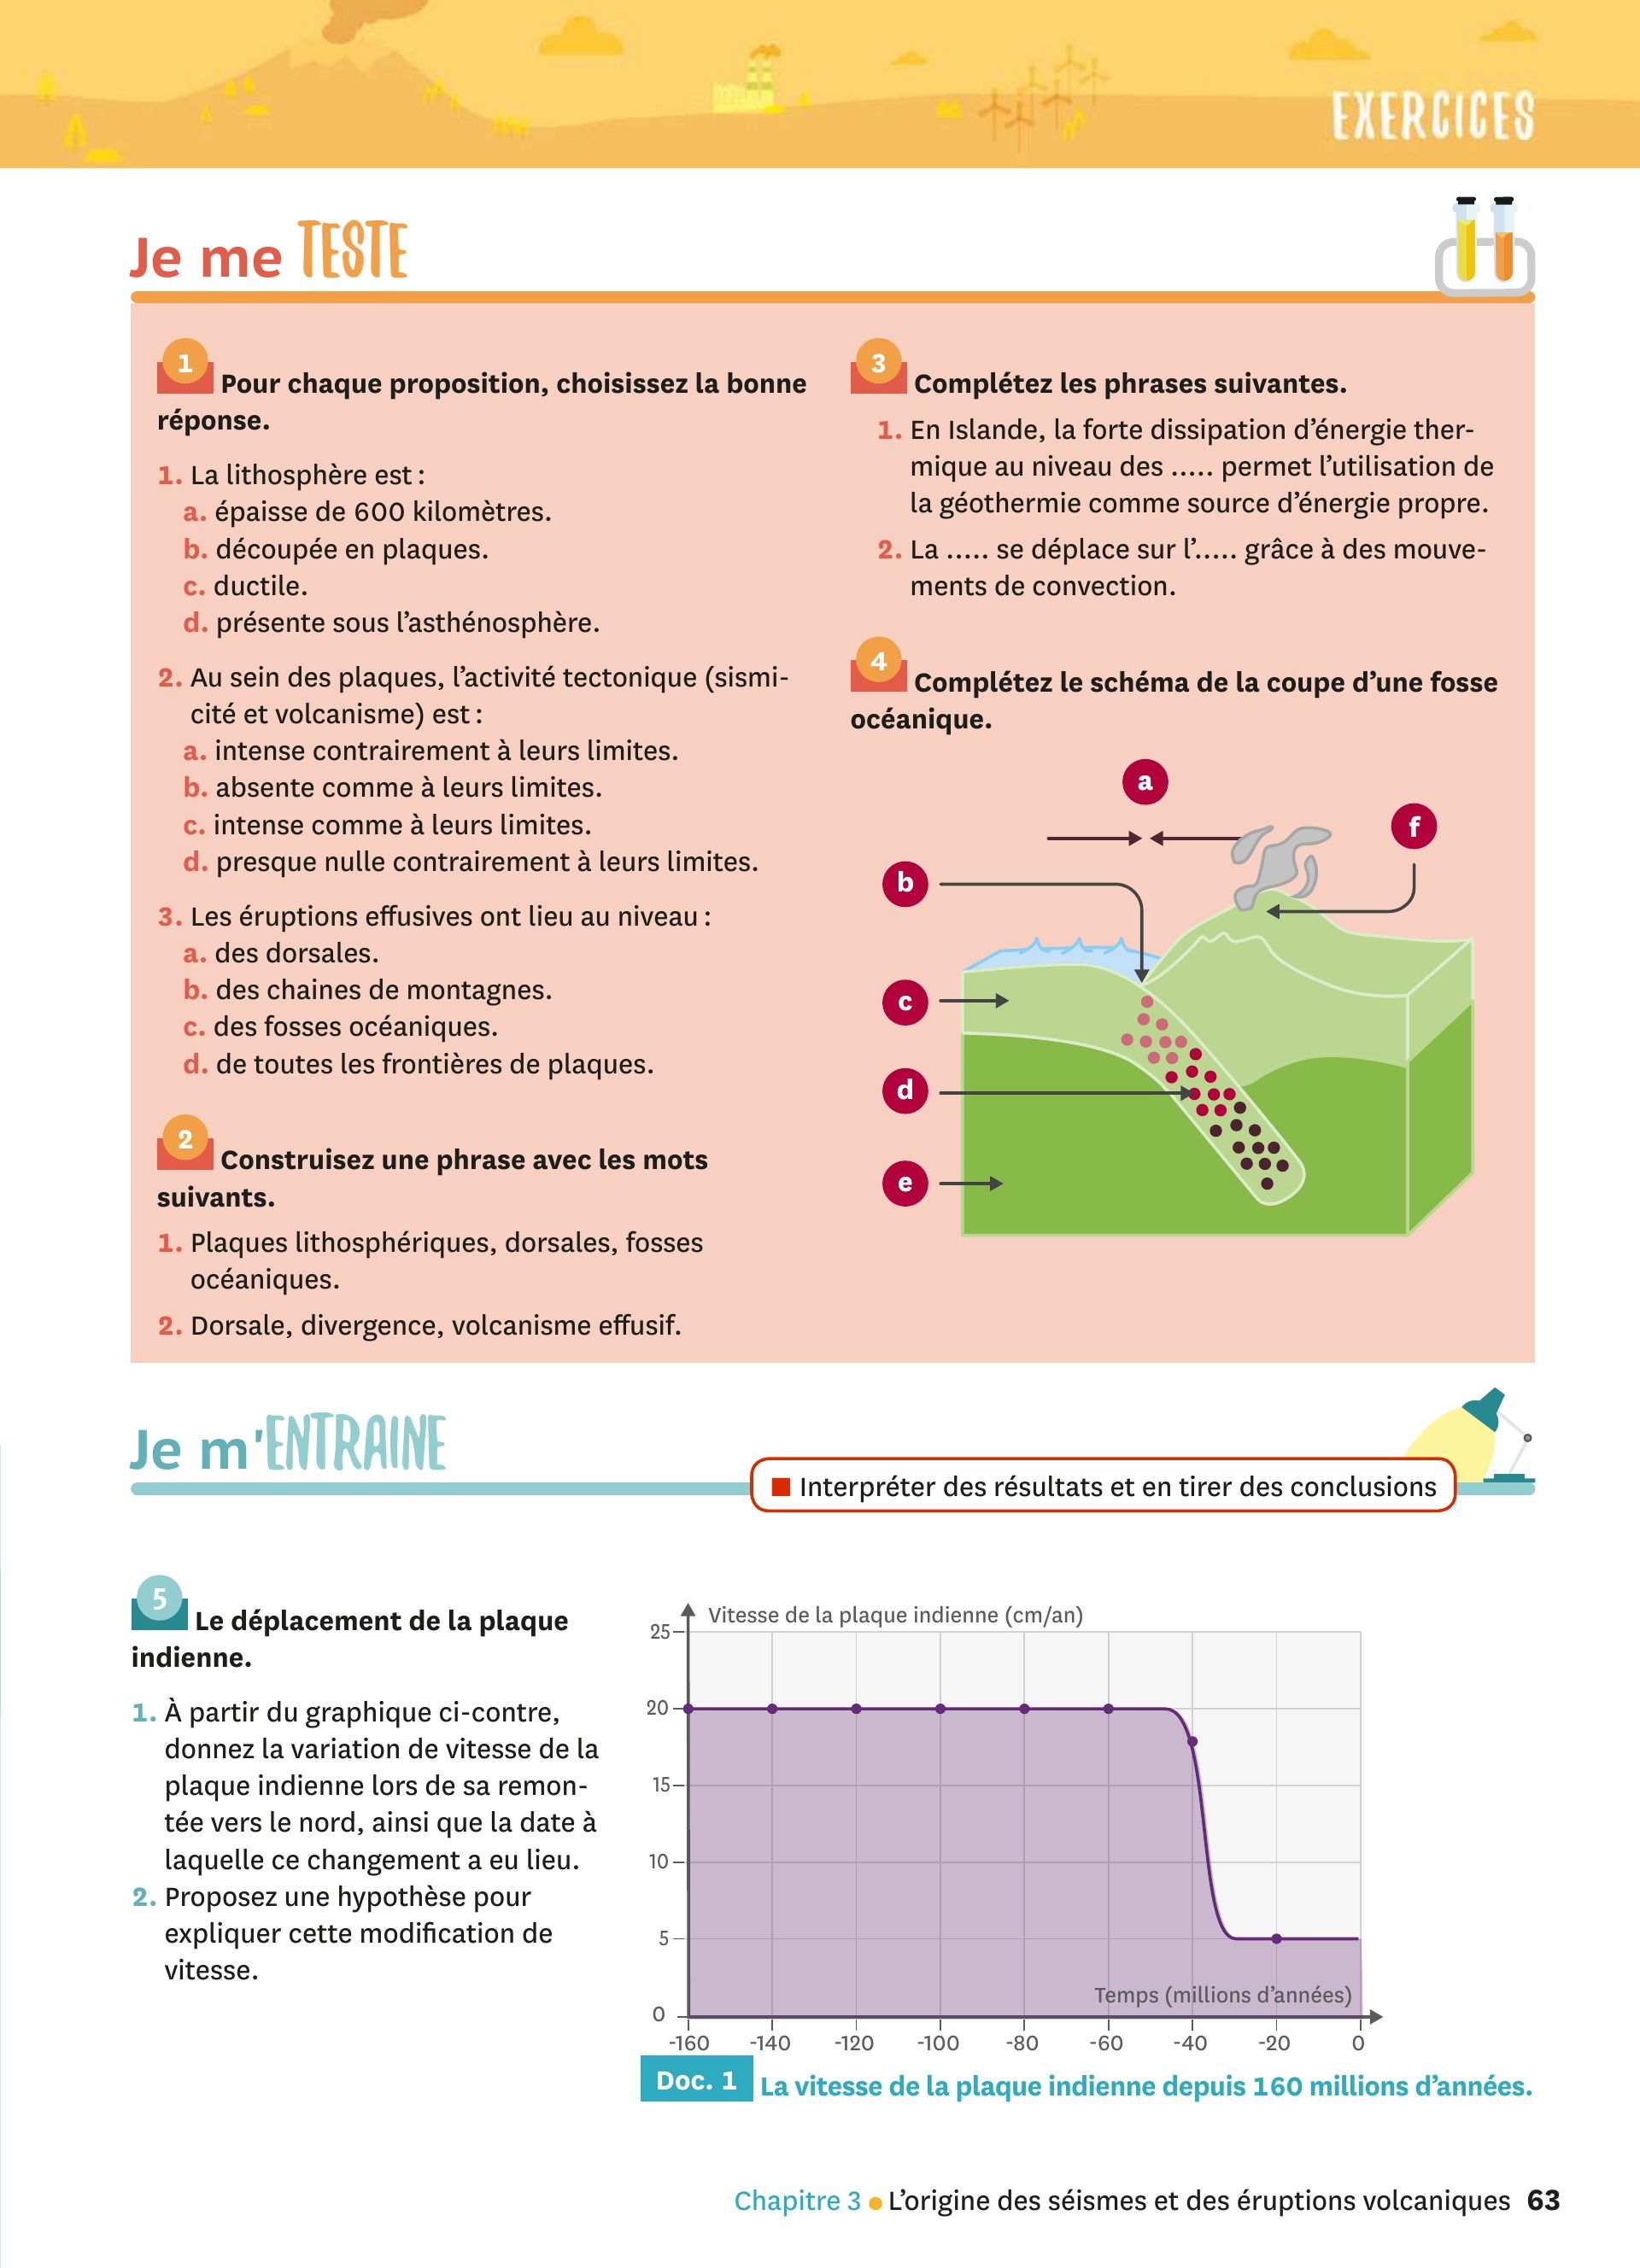 EXERCICES
Je me TESTE
1 Pour chaque proposition, choisissez la bonne
réponse.
1. La lithosphère est :
a. épaisse de 600 kilomètres.
b. découpée en plaques.
c. ductile.
d. présente sous l’asthénosphère.
2. Au sein des plaques, l’activité tectonique (sismi-
cité et volcanisme) est :
a. intense contrairement à leurs limites.
b. absente comme à leurs limites.
c. intense comme à leurs limites.
d. presque nulle contrairement à leurs limites.
3. Les éruptions effusives ont lieu au niveau :
a. des dorsales.
b. des chaines de montagnes.
c. des fosses océaniques.
d. de toutes les frontières de plaques.
2 Construisez une phrase avec les mots
suivants.
1. Plaques lithosphériques, dorsales, fosses
océaniques.
2. Dorsale, divergence, volcanisme effusif.
3 Complétez les phrases suivantes.
1. En Islande, la forte dissipation d’énergie ther-
mique au niveau des ..... permet l’utilisation de
la géothermie comme source d’énergie propre.
2. La ..... se déplace sur l’..... grâce à des mouve-
ments de convection.
4 Complétez le schéma de la coupe d’une fosse
océanique.
a
f
b
c
d
e
Je m'ENTRAINE
Interpréter des résultats et en tirer des conclusions
5 Le déplacement de la plaque
indienne.
1. À partir du graphique ci-contre,
donnez la variation de vitesse de la
plaque indienne lors de sa remon-
tée vers le nord, ainsi que la date à
laquelle ce changement a eu lieu.
2. Proposez une hypothèse pour
expliquer cette modification de
vitesse.
Vitesse de la plaque indienne (cm/an)
25
20
15
10
5
0
Temps (millions d’années)
-160 -140 -120 -100 -80 -60 -40 -20 0
Doc. 1 La vitesse de la plaque indienne depuis 160 millions d’années.
Chapitre 3 ● L’origine des séismes et des éruptions volcaniques 63